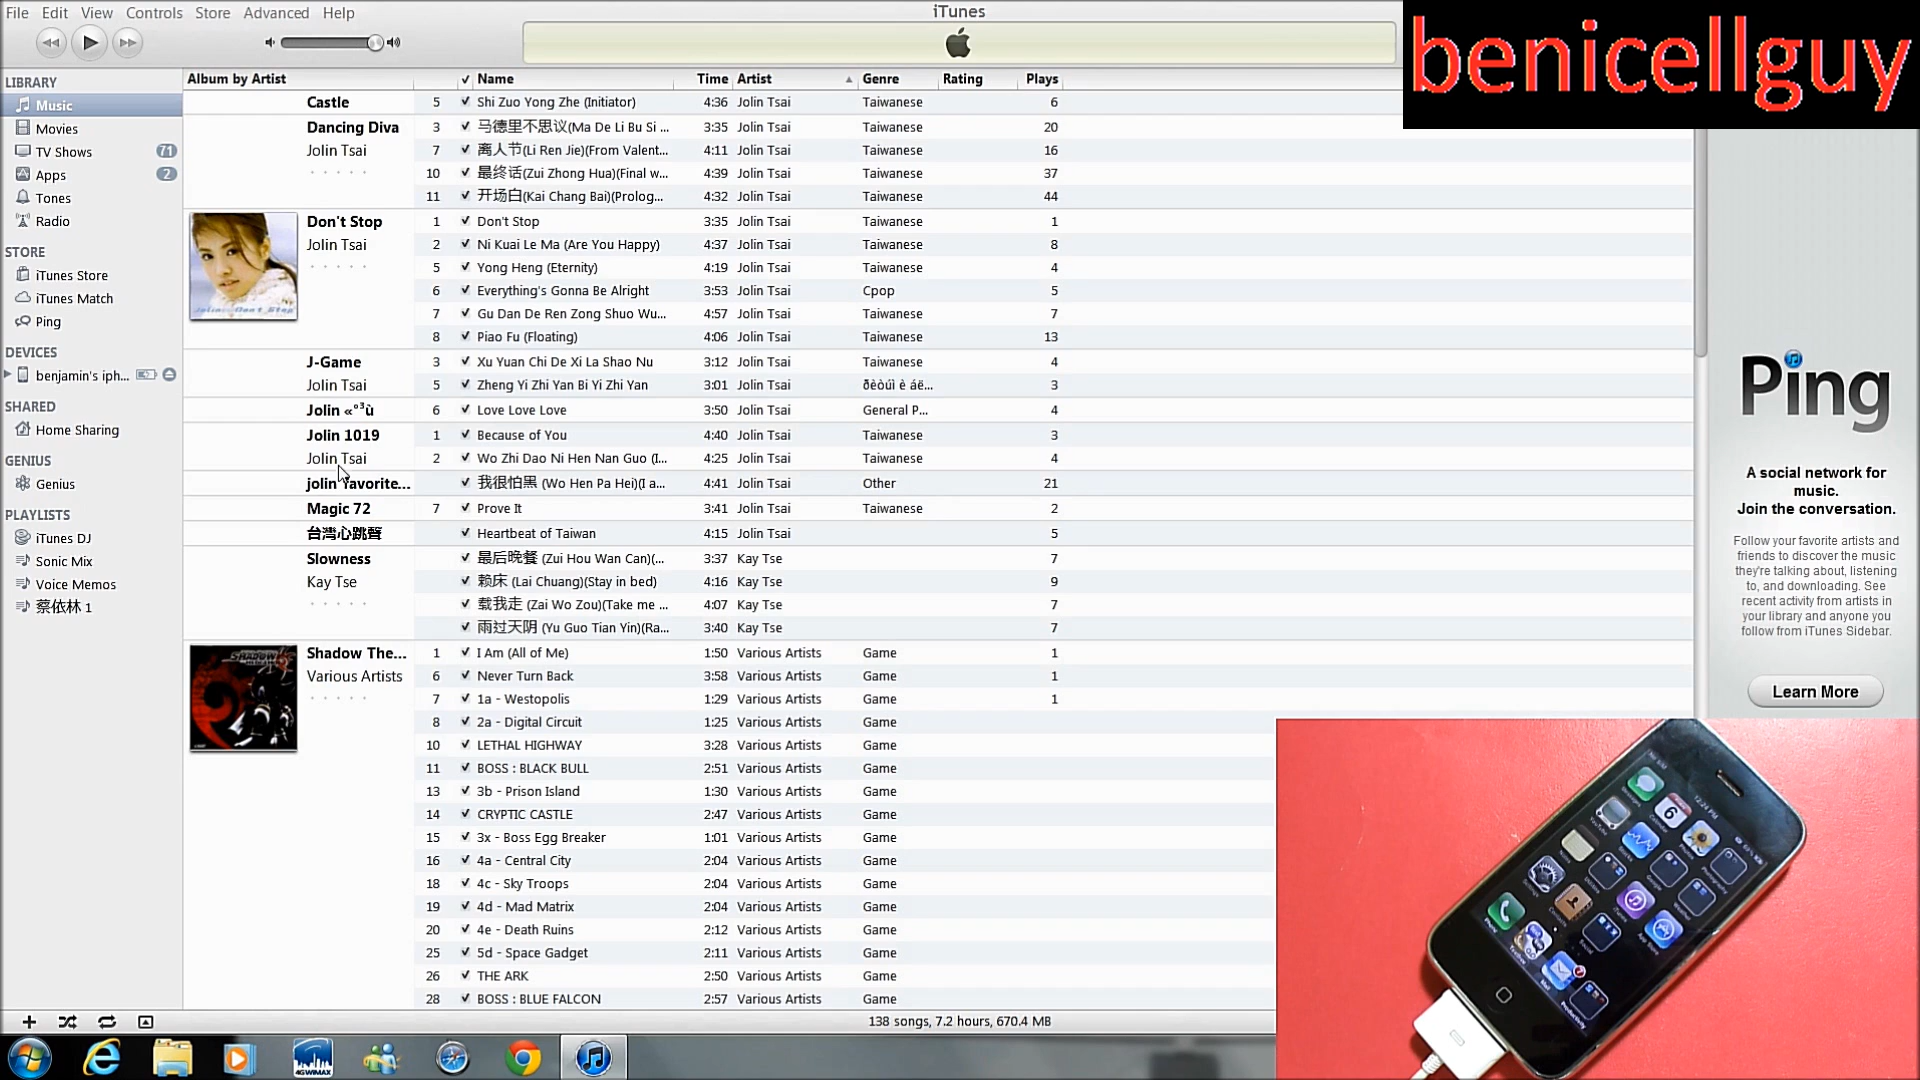 File Edit View Controls Store Advanced Help
iTunes
benicellguy
LIBRARY
Music
Movies
TV Shows 71
Apps 2
Tones
Radio
STORE
iTunes Store
iTunes Match
Ping
DEVICES
benjamin's iph...
SHARED
Home Sharing
GENIUS
Genius
PLAYLISTS
iTunes DJ
Sonic Mix
Voice Memos
蔡依林 1
Album by Artist Name Time Artist Genre Rating Plays
Castle 5 Shi Zuo Yong Zhe (Initiator) 4:36 Jolin Tsai Taiwanese 6
Dancing Diva 3 马德里不思议(Ma De Li Bu Si ... 3:35 Jolin Tsai Taiwanese 20
Jolin Tsai 7 离人节(Li Ren Jie)(From Valent... 4:11 Jolin Tsai Taiwanese 16
10 最终话(Zui Zhong Hua)(Final w... 4:39 Jolin Tsai Taiwanese 37
11 开场白(Kai Chang Bai)(Prolog... 4:32 Jolin Tsai Taiwanese 44
Don't Stop 1 Don't Stop 3:35 Jolin Tsai Taiwanese 1
Jolin Tsai 2 Ni Kuai Le Ma (Are You Happy) 4:37 Jolin Tsai Taiwanese 8
5 Yong Heng (Eternity) 4:19 Jolin Tsai Taiwanese 4
6 Everything's Gonna Be Alright 3:53 Jolin Tsai Cpop 5
7 Gu Dan De Ren Zong Shuo Wu... 4:57 Jolin Tsai Taiwanese 7
8 Piao Fu (Floating) 4:06 Jolin Tsai Taiwanese 13
J-Game 3 Xu Yuan Chi De Xi La Shao Nu 3:12 Jolin Tsai Taiwanese 4
Jolin Tsai 5 Zheng Yi Zhi Yan Bi Yi Zhi Yan 3:01 Jolin Tsai ðèòúì è áë... 3
Jolin «°³ù 6 Love Love Love 3:50 Jolin Tsai General P... 4
Jolin 1019 1 Because of You 4:40 Jolin Tsai Taiwanese 3
Jolin Tsai 2 Wo Zhi Dao Ni Hen Nan Guo (I... 4:25 Jolin Tsai Taiwanese 4
jolin favorite... 我很怕黑 (Wo Hen Pa Hei)(I a... 4:41 Jolin Tsai Other 21
Magic 72 7 Prove It 3:41 Jolin Tsai Taiwanese 2
台灣心跳聲 Heartbeat of Taiwan 4:15 Jolin Tsai 5
Slowness 最后晚餐 (Zui Hou Wan Can)(... 3:37 Kay Tse 7
Kay Tse 赖床 (Lai Chuang)(Stay in bed) 4:16 Kay Tse 9
载我走 (Zai Wo Zou)(Take me ... 4:07 Kay Tse 7
雨过天阴 (Yu Guo Tian Yin)(Ra... 3:40 Kay Tse 7
Shadow The... 1 I Am (All of Me) 1:50 Various Artists Game 1
Various Artists 6 Never Turn Back 3:58 Various Artists Game 1
7 1a - Westopolis 1:29 Various Artists Game 1
8 2a - Digital Circuit 1:25 Various Artists Game
10 LETHAL HIGHWAY 3:28 Various Artists Game
11 BOSS : BLACK BULL 2:51 Various Artists Game
13 3b - Prison Island 1:30 Various Artists Game
14 CRYPTIC CASTLE 2:47 Various Artists Game
15 3x - Boss Egg Breaker 1:01 Various Artists Game
16 4a - Central City 2:04 Various Artists Game
18 4c - Sky Troops 2:04 Various Artists Game
19 4d - Mad Matrix 2:04 Various Artists Game
20 4e - Death Ruins 2:12 Various Artists Game
25 5d - Space Gadget 2:11 Various Artists Game
26 THE ARK 2:50 Various Artists Game
28 BOSS : BLUE FALCON 2:57 Various Artists Game
138 songs, 7.2 hours, 670.4 MB
Ping
A social network for
music.
Join the conversation.
Follow your favorite artists and
friends to discover the music
they're talking about, listening
to, and downloading. See
recent activity from artists in
your library and anyone you
follow from iTunes Sidebar.
Learn More
Jolin Don't Stop
4GWIMAX
12:24 PM
6